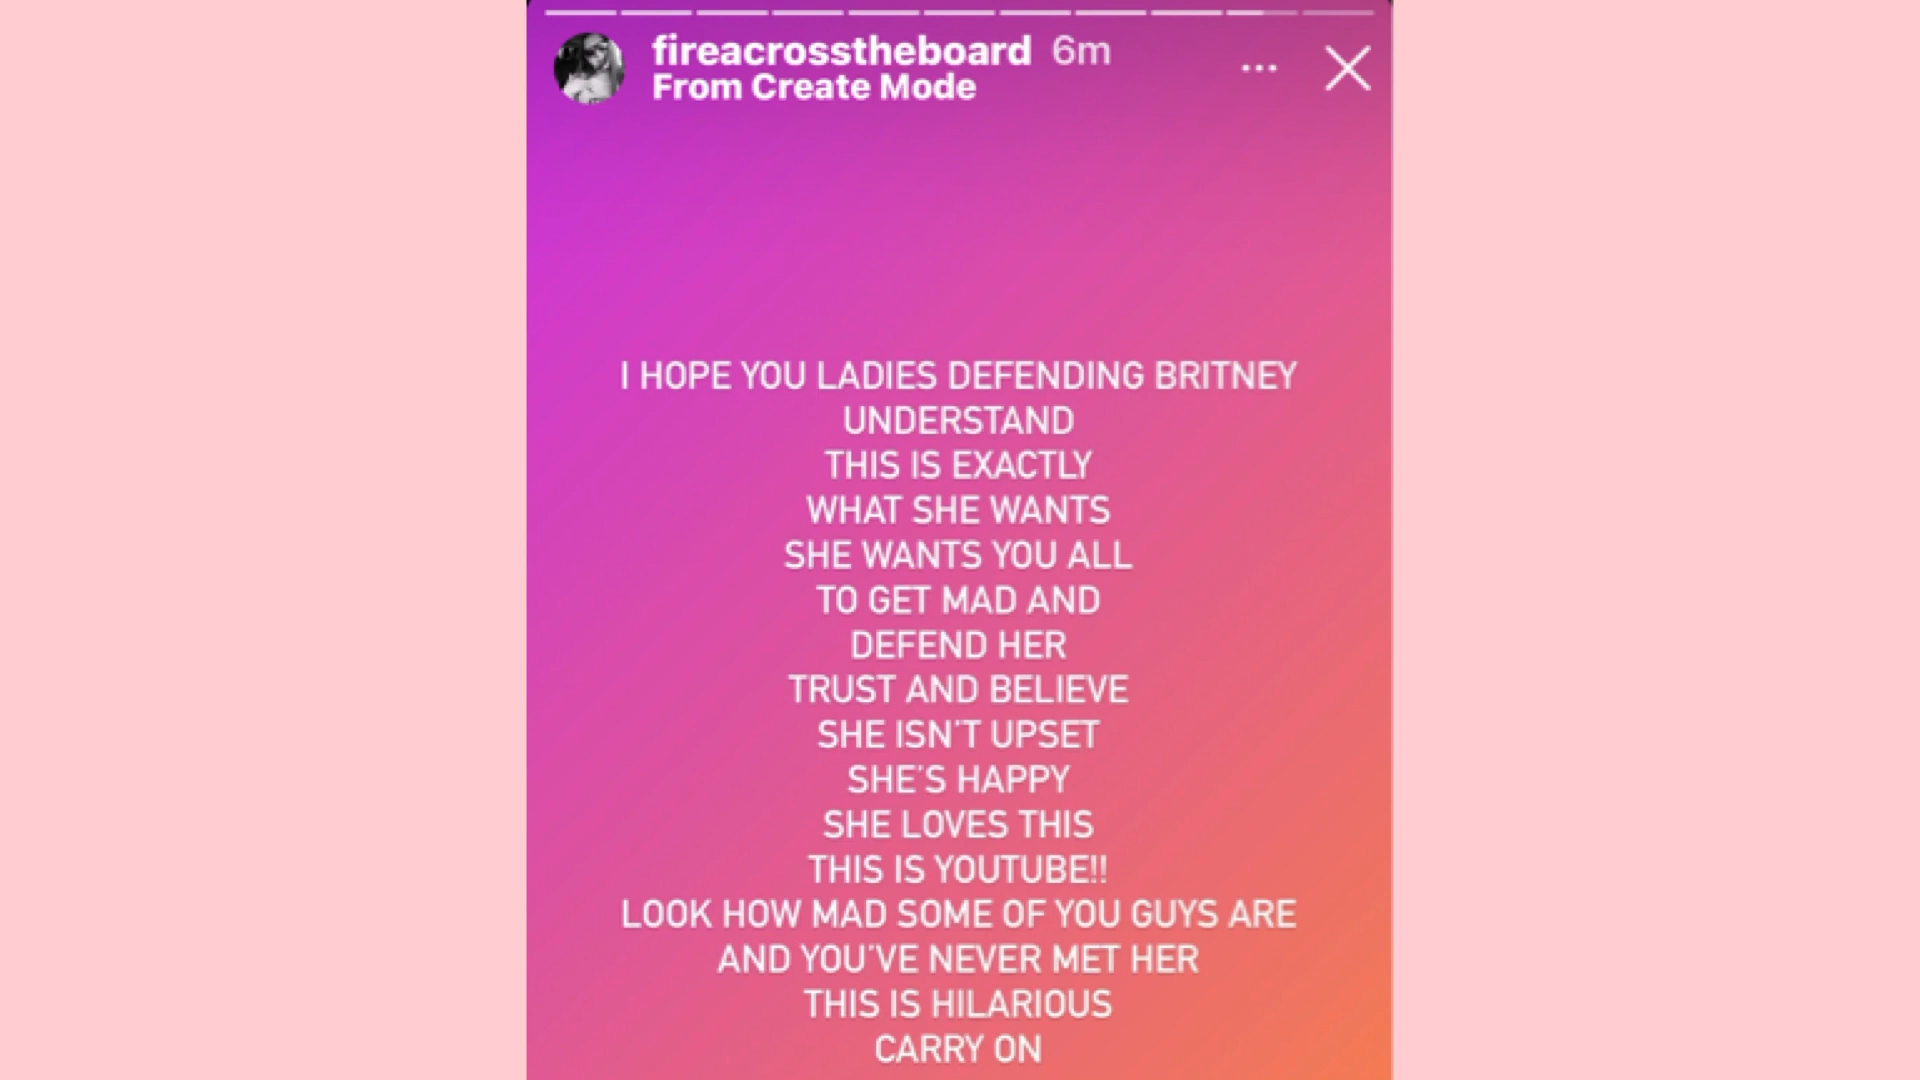 fireacrosstheboard 6m
From Create Mode
I HOPE YOU LADIES DEFENDING BRITNEY
UNDERSTAND
THIS IS EXACTLY
WHAT SHE WANTS
SHE WANTS YOU ALL
TO GET MAD AND
DEFEND HER
TRUST AND BELIEVE
SHE ISN'T UPSET
SHE'S HAPPY
SHE LOVES THIS
THIS IS YOUTUBE!!
LOOK HOW MAD SOME OF YOU GUYS ARE
AND YOU'VE NEVER MET HER
THIS IS HILARIOUS
CARRY ON